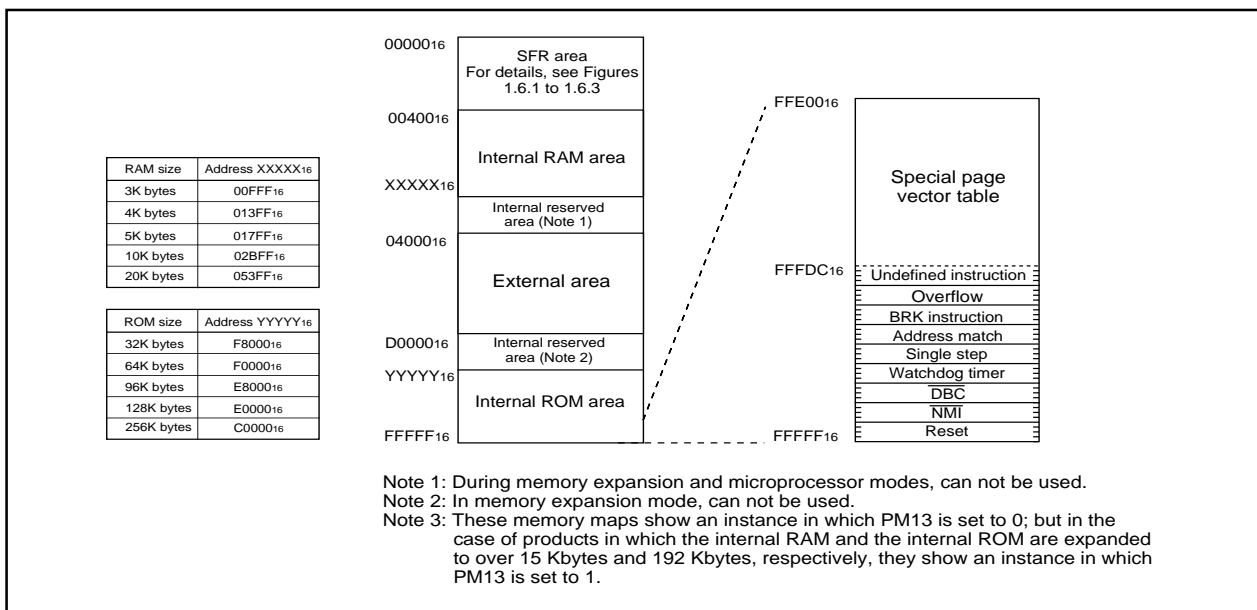 RAM size Address XXXXX16
3K bytes 00FFF16
4K bytes 013FF16
5K bytes 017FF16
10K bytes 02BFF16
20K bytes 053FF16
ROM size Address YYYYY16
32K bytes F800016
64K bytes F000016
96K bytes E800016
128K bytes E000016
256K bytes C000016
0000016
SFR area
For details, see Figures
1.6.1 to 1.6.3
0040016
Internal RAM area
XXXXX16
Internal reserved
area (Note 1)
0400016
External area
D000016
Internal reserved
area (Note 2)
YYYYY16
Internal ROM area
FFFFF16
FFE0016
Special page
vector table
FFFDC16
Undefined instruction
Overflow
BRK instruction
Address match
Single step
Watchdog timer
DBC
NMI
Reset
FFFFF16
Note 1: During memory expansion and microprocessor modes, can not be used.
Note 2: In memory expansion mode, can not be used.
Note 3: These memory maps show an instance in which PM13 is set to 0; but in the
case of products in which the internal RAM and the internal ROM are expanded
to over 15 Kbytes and 192 Kbytes, respectively, they show an instance in which
PM13 is set to 1.